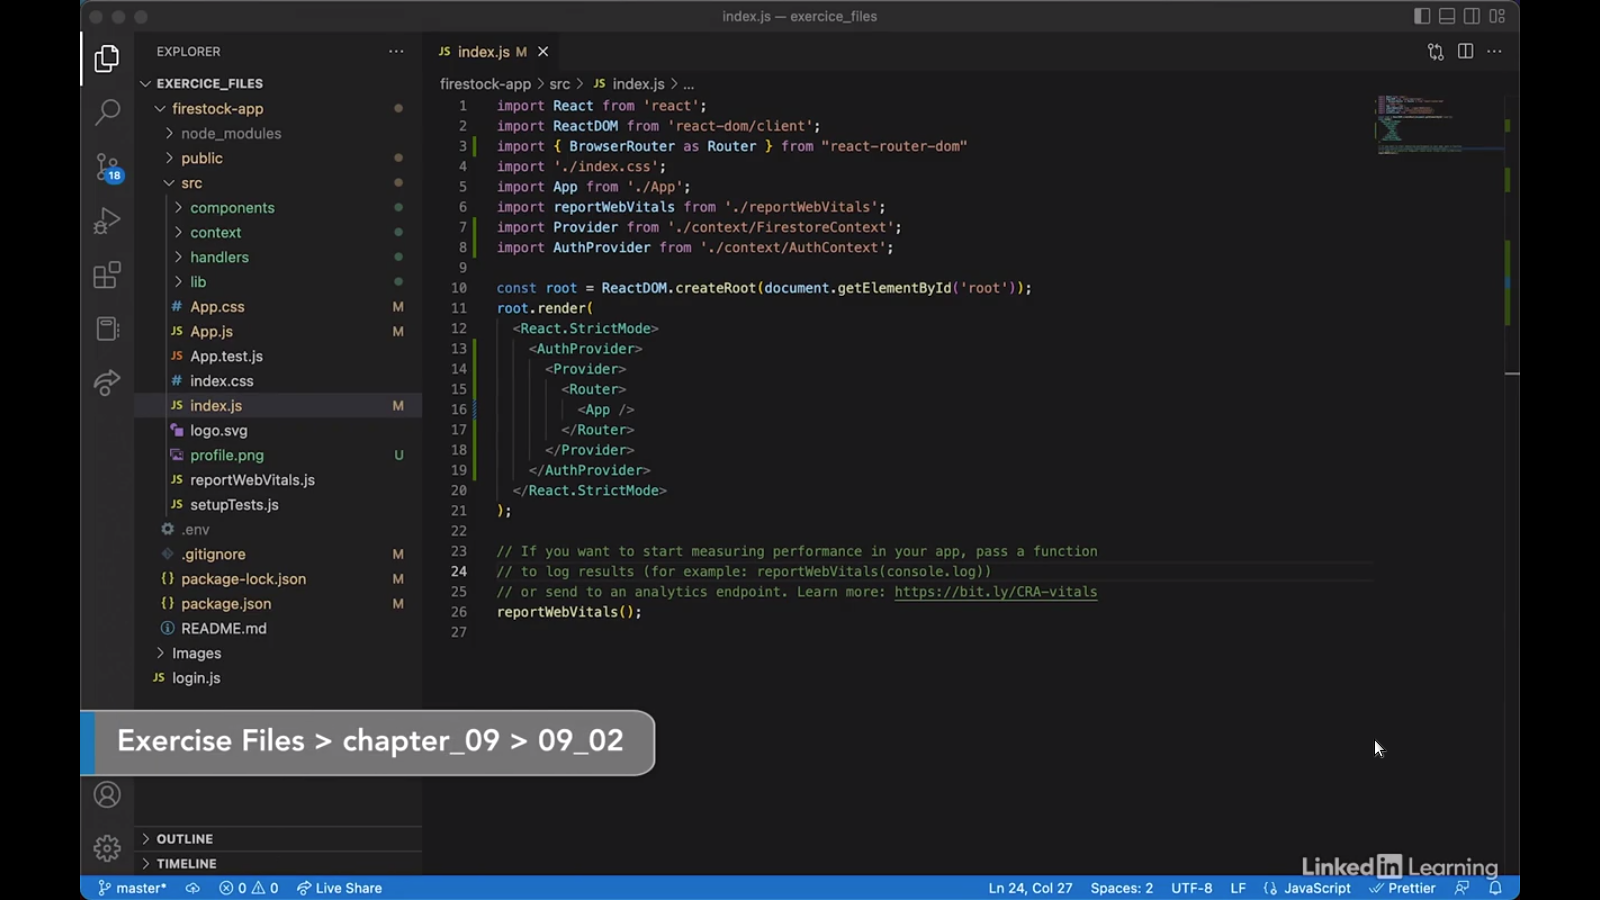 index.js — exercice_files
EXPLORER
EXERCICE_FILES
firestock-app
node_modules
public
src
components
context
handlers
lib
# App.css M
JS App.js M
JS App.test.js
# index.css
JS index.js M
logo.svg
profile.png U
JS reportWebVitals.js
JS setupTests.js
.env
.gitignore M
{} package-lock.json M
{} package.json M
README.md
Images
JS login.js
18
OUTLINE
TIMELINE
JS index.js M
firestock-app > src > JS index.js > ...
1 import React from 'react';
2 import ReactDOM from 'react-dom/client';
3 import { BrowserRouter as Router } from "react-router-dom"
4 import './index.css';
5 import App from './App';
6 import reportWebVitals from './reportWebVitals';
7 import Provider from './context/FirestoreContext';
8 import AuthProvider from './context/AuthContext';
9
10 const root = ReactDOM.createRoot(document.getElementById('root'));
11 root.render(
12 <React.StrictMode>
13 <AuthProvider>
14 <Provider>
15 <Router>
16 <App />
17 </Router>
18 </Provider>
19 </AuthProvider>
20 </React.StrictMode>
21 );
22
23 // If you want to start measuring performance in your app, pass a function
24 // to log results (for example: reportWebVitals(console.log))
25 // or send to an analytics endpoint. Learn more: https://bit.ly/CRA-vitals
26 reportWebVitals();
27
Exercise Files > chapter_09 > 09_02
LinkedIn Learning
master* 0 0 Live Share Ln 24, Col 27 Spaces: 2 UTF-8 LF {} JavaScript Prettier